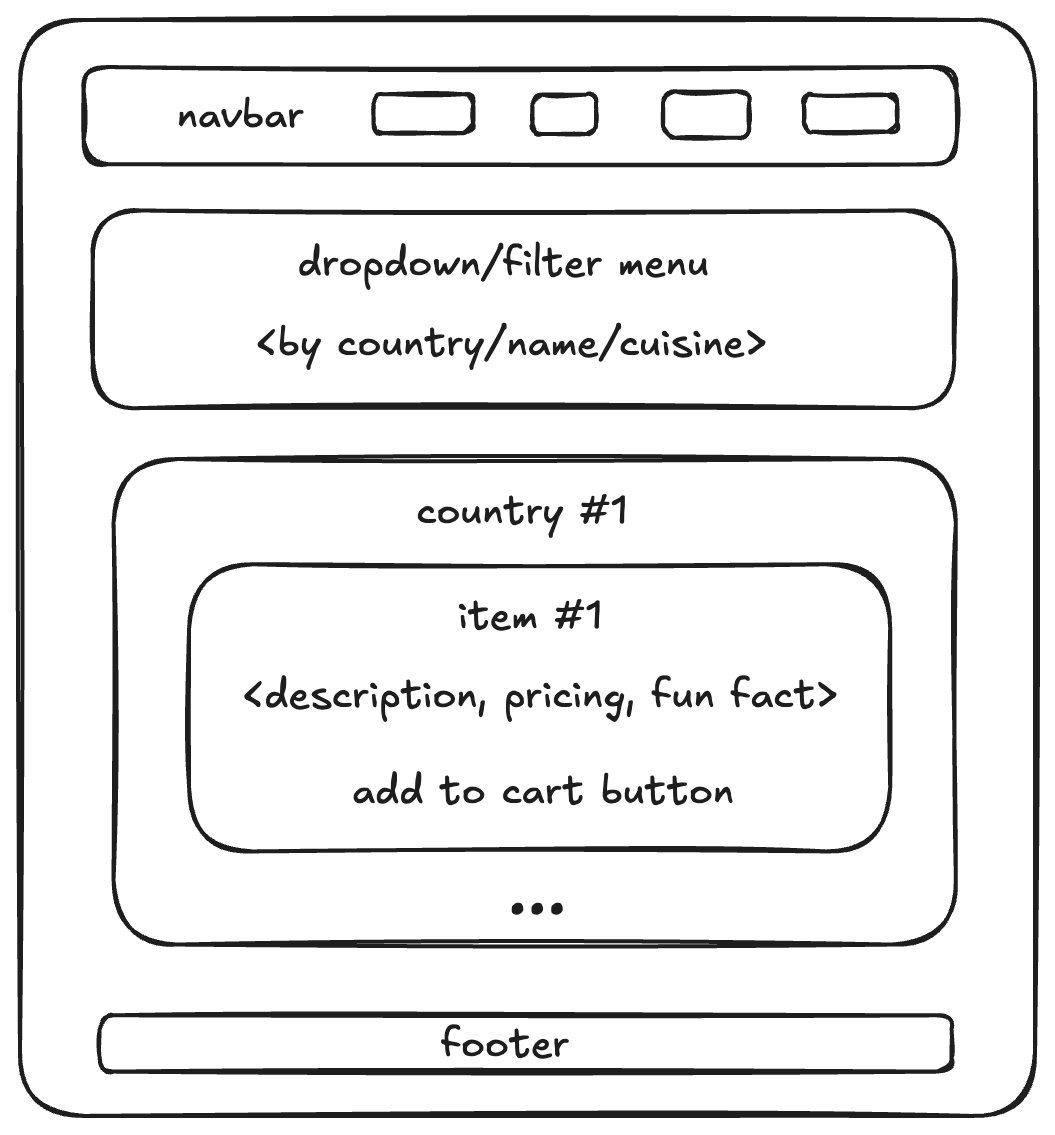 navbar
dropdown/filter menu
<by country/name/cuisine>
country #1
item #1
<description, pricing, fun fact>
add to cart button
...
footer